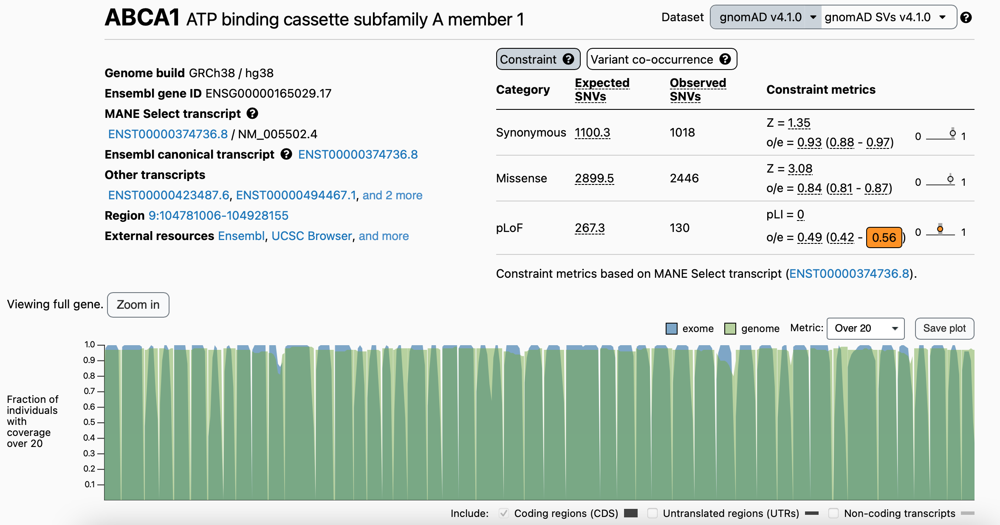 ABCA1 ATP binding cassette subfamily A member 1
Dataset gnomAD v4.1.0 gnomAD SVs v4.1.0 ?
Genome build GRCh38 / hg38
Ensembl gene ID ENSG00000165029.17
MANE Select transcript ?
ENST00000374736.8 / NM_005502.4
Ensembl canonical transcript ? ENST00000374736.8
Other transcripts
ENST00000423487.6, ENST00000494467.1, and 2 more
Region 9:104781006-104928155
External resources Ensembl, UCSC Browser, and more
Constraint ? Variant co-occurrence ?
Category Expected SNVs Observed SNVs Constraint metrics
Synonymous 1100.3 1018 Z = 1.35
o/e = 0.93 (0.88 - 0.97) 0 1
Missense 2899.5 2446 Z = 3.08
o/e = 0.84 (0.81 - 0.87) 0 1
pLoF 267.3 130 pLI = 0
o/e = 0.49 (0.42 - 0.56) 0 1
Constraint metrics based on MANE Select transcript (ENST00000374736.8).
Viewing full gene. Zoom in
exome genome Metric: Over 20 Save plot
Fraction of
individuals
with
coverage
over 20
1.0
0.9
0.8
0.7
0.6
0.5
0.4
0.3
0.2
0.1
Include: Coding regions (CDS) Untranslated regions (UTRs) Non-coding transcripts